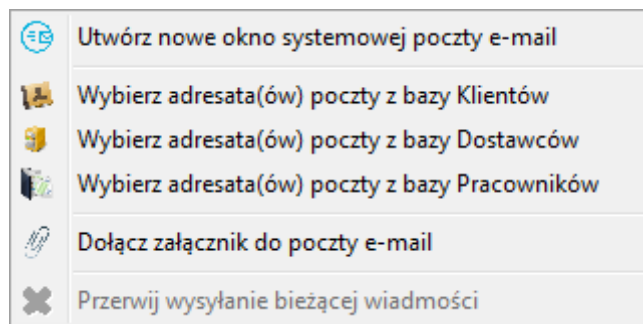 Utwórz nowe okno systemowej poczty e-mail
Wybierz adresata(ów) poczty z bazy Klientów
Wybierz adresata(ów) poczty z bazy Dostawców
Wybierz adresata(ów) poczty z bazy Pracowników
Dołącz załącznik do poczty e-mail
Przerwij wysyłanie bieżącej wiadmości